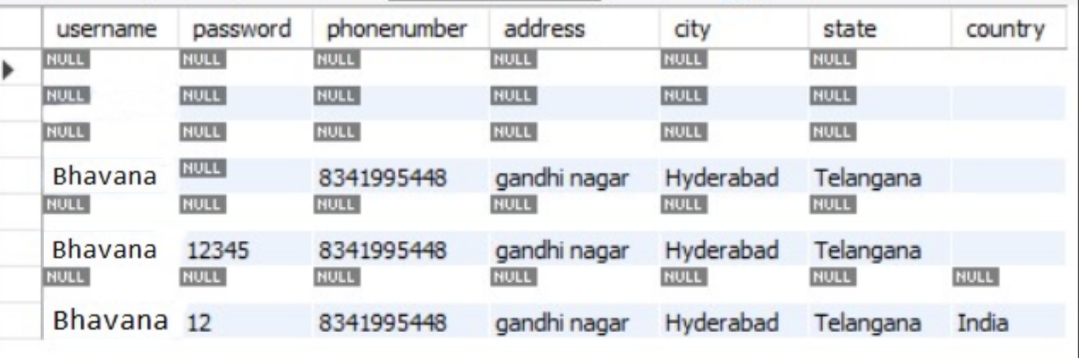 username password phonenumber address city state country
NULL NULL NULL NULL NULL NULL
NULL NULL NULL NULL NULL NULL
NULL NULL NULL NULL NULL NULL
Bhavana NULL 8341995448 gandhi nagar Hyderabad Telangana
NULL NULL NULL NULL NULL NULL
Bhavana 12345 8341995448 gandhi nagar Hyderabad Telangana
NULL NULL NULL NULL NULL NULL NULL
Bhavana 12 8341995448 gandhi nagar Hyderabad Telangana India